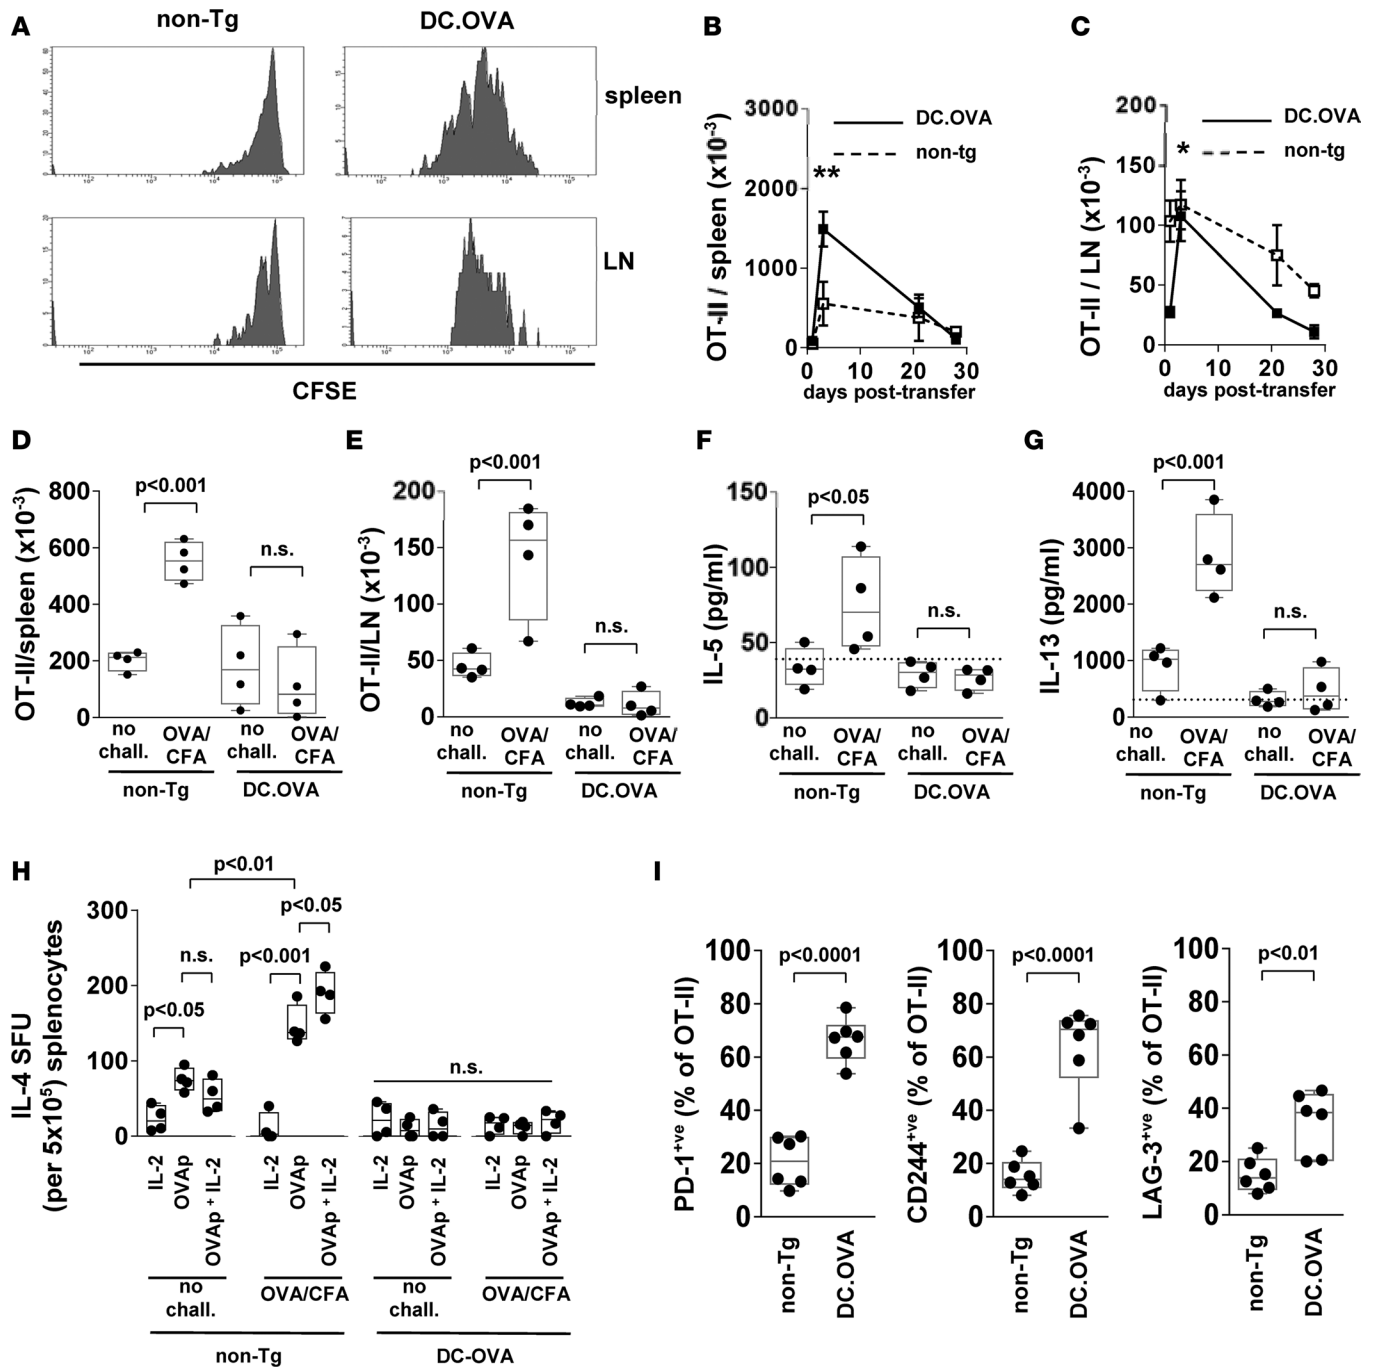 A
non-Tg
DC.OVA
spleen
LN
CFSE
B
OT-II / spleen (x10⁻³)
3000
2000
1000
0
**
DC.OVA
non-tg
0 10 20 30
days post-transfer
C
OT-II / LN (x10⁻³)
200
150
100
50
0
*
DC.OVA
non-tg
0 10 20 30
days post-transfer
D
OT-II/spleen (x10⁻³)
800
600
400
200
0
p<0.001
n.s.
no chall.
OVA/ CFA
no chall.
OVA/ CFA
non-Tg
DC.OVA
E
OT-II/LN (x10⁻³)
200
150
100
50
0
p<0.001
n.s.
no chall.
OVA/ CFA
no chall.
OVA/ CFA
non-Tg
DC.OVA
F
IL-5 (pg/ml)
150
100
50
0
p<0.05
n.s.
no chall.
OVA/ CFA
no chall.
OVA/ CFA
non-Tg
DC.OVA
G
IL-13 (pg/ml)
4000
3000
2000
1000
0
p<0.001
n.s.
no chall.
OVA/ CFA
no chall.
OVA/ CFA
non-Tg
DC.OVA
H
IL-4 SFU
(per 5x10⁵) splenocytes
300
200
100
0
p<0.01
p<0.05
n.s.
p<0.001
p<0.05
n.s.
IL-2
OVAp
OVAp + IL-2
IL-2
OVAp
OVAp + IL-2
IL-2
OVAp
OVAp + IL-2
IL-2
OVAp
OVAp + IL-2
no chall.
OVA/CFA
no chall.
OVA/CFA
non-Tg
DC-OVA
I
PD-1⁺ᵛᵉ (% of OT-II)
100
80
60
40
20
0
p<0.0001
non-Tg
DC.OVA
CD244⁺ᵛᵉ (% of OT-II)
100
80
60
40
20
0
p<0.0001
non-Tg
DC.OVA
LAG-3⁺ᵛᵉ (% of OT-II)
100
80
60
40
20
0
p<0.01
non-Tg
DC.OVA